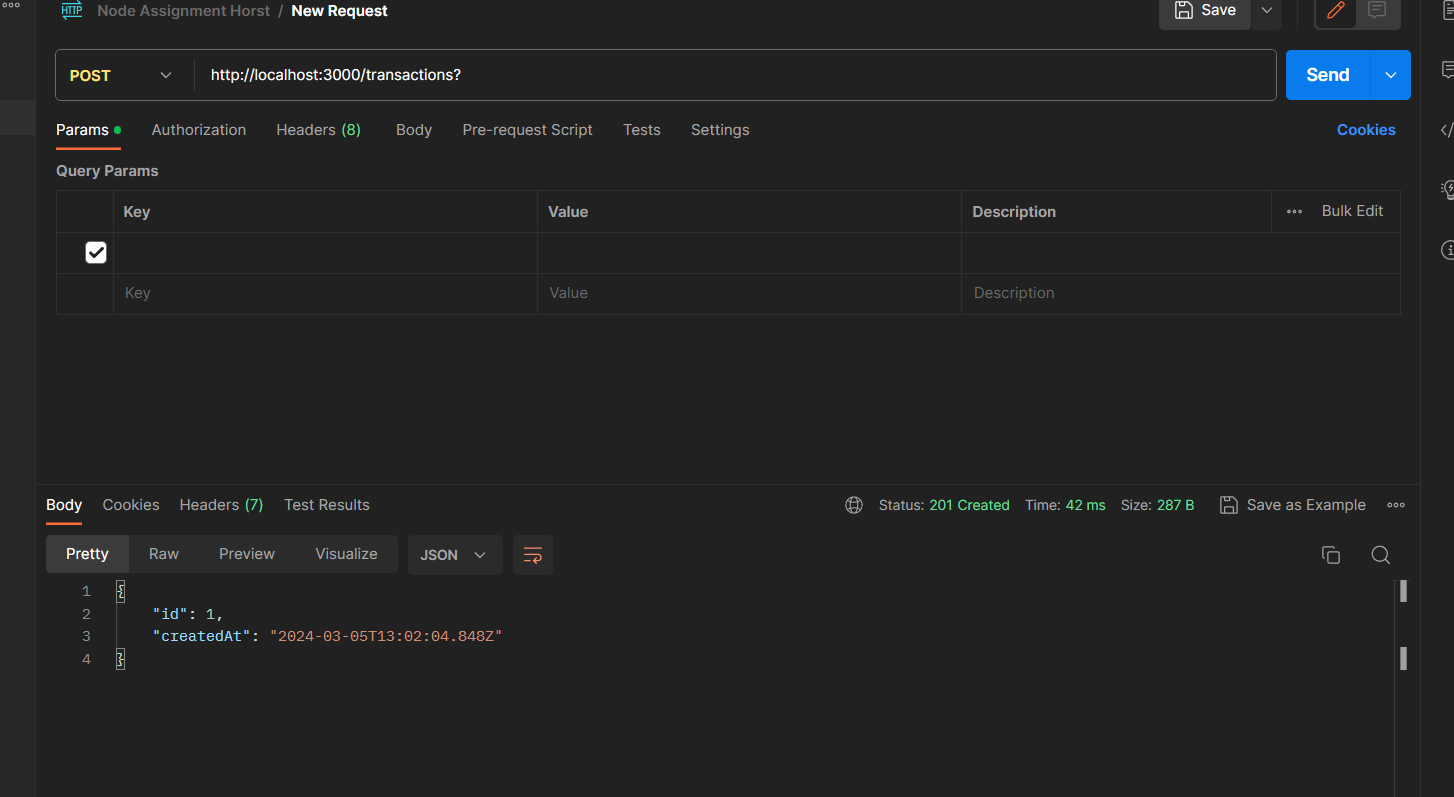 HTTP Node Assignment Horst / New Request Save
POST http://localhost:3000/transactions? Send
Params Authorization Headers (8) Body Pre-request Script Tests Settings Cookies
Query Params
Key Value Description Bulk Edit
Key Value Description
Body Cookies Headers (7) Test Results Status: 201 Created Time: 42 ms Size: 287 B Save as Example
Pretty Raw Preview Visualize JSON
1 {
2 "id": 1,
3 "createdAt": "2024-03-05T13:02:04.848Z"
4 }